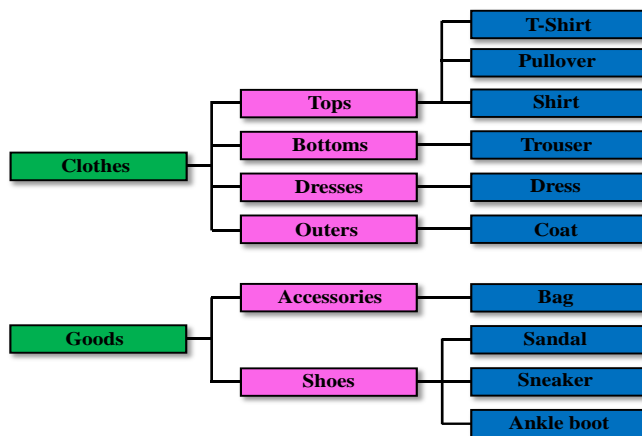 T-Shirt
Pullover
Tops
Shirt
Bottoms
Trouser
Clothes
Dresses
Dress
Outers
Coat
Accessories
Bag
Goods
Sandal
Shoes
Sneaker
Ankle boot